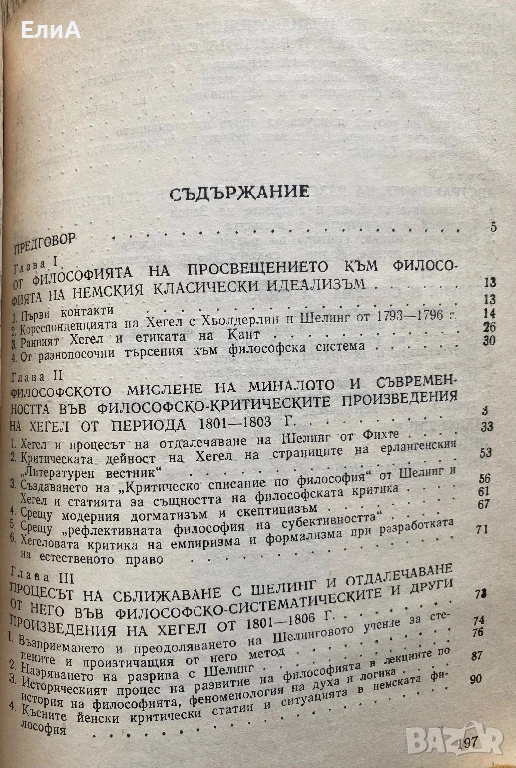 ЕлиА
СЪДЪРЖАНИЕ
ПРЕДГОВОР 5
Глава I
ОТ ФИЛОСОФИЯТА НА ПРОСВЕЩЕНИЕТО КЪМ ФИЛОСО-
ФИЯТА НА НЕМСКИЯ КЛАСИЧЕСКИ ИДЕАЛИЗЪМ 13
1. Първи контакти 13
2. Кореспонденцията на Хегел с Хьолдерлин и Шелинг от 1793—1796 г. 14
3. Ранният Хегел и етиката на Кант 26
4. От разнопосочни търсения към философска система 30
Глава II
ФИЛОСОФСКОТО МИСЛЕНЕ НА МИНАЛОТО И СЪВРЕМЕН-
НОСТТА ВЪВ ФИЛОСОФСКО-КРИТИЧЕСКИТЕ ПРОИЗВЕДЕНИЯ
НА ХЕГЕЛ ОТ ПЕРИОДА 1801—1803 Г. 3
1. Хегел и процесът на отдалечаване на Шелинг от Фихте 33
2. Критическата дейност на Хегел на страниците на ерлангенския
„Литературен вестник“ 53
3. Създаването на „Критическо списание по философия“ от Шелинг и
Хегел и статията за същността на философската критика 56
4. Срещу модерния догматизъм и скептицизъм 61
5. Срещу „рефлективната философия на субективността“ 67
6. Хегеловата критика на емпиризма и формализма при разработката
на естественото право 71
Глава III
ПРОЦЕСЪТ НА СБЛИЖАВАНЕ С ШЕЛИНГ И ОТДАЛЕЧАВАНЕ
ОТ НЕГО ВЪВ ФИЛОСОФСКО-СИСТЕМАТИЧЕСКИТЕ И ДРУГИ
ПРОИЗВЕДЕНИЯ НА ХЕГЕЛ ОТ 1801—1806 Г. 73
1. Възприемането и преодоляването на Шелинговото учение за сте-
пените и произтичащия от него метод 74
2. Назряването на разрива с Шелинг 76
3. Историческият процес на развитие на философията в лекциите по
история на философията, феноменология на духа и логика 87
4. Късните йенски критически статии и ситуацията в немската фи-
лософия 90
197
BAZAR